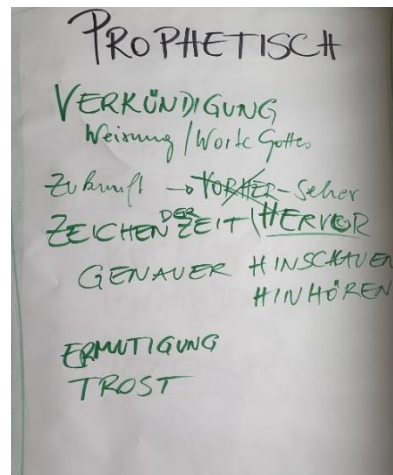 PROPHETISCH
VERKÜNDIGUNG
Weisung / Worte Gottes
Zukunft → VORHER-Seher
ZEICHEN DER ZEIT | HERVOR
GENAUER HINSCHAUEN
HINHÖREN
ERMUTIGUNG
TROST